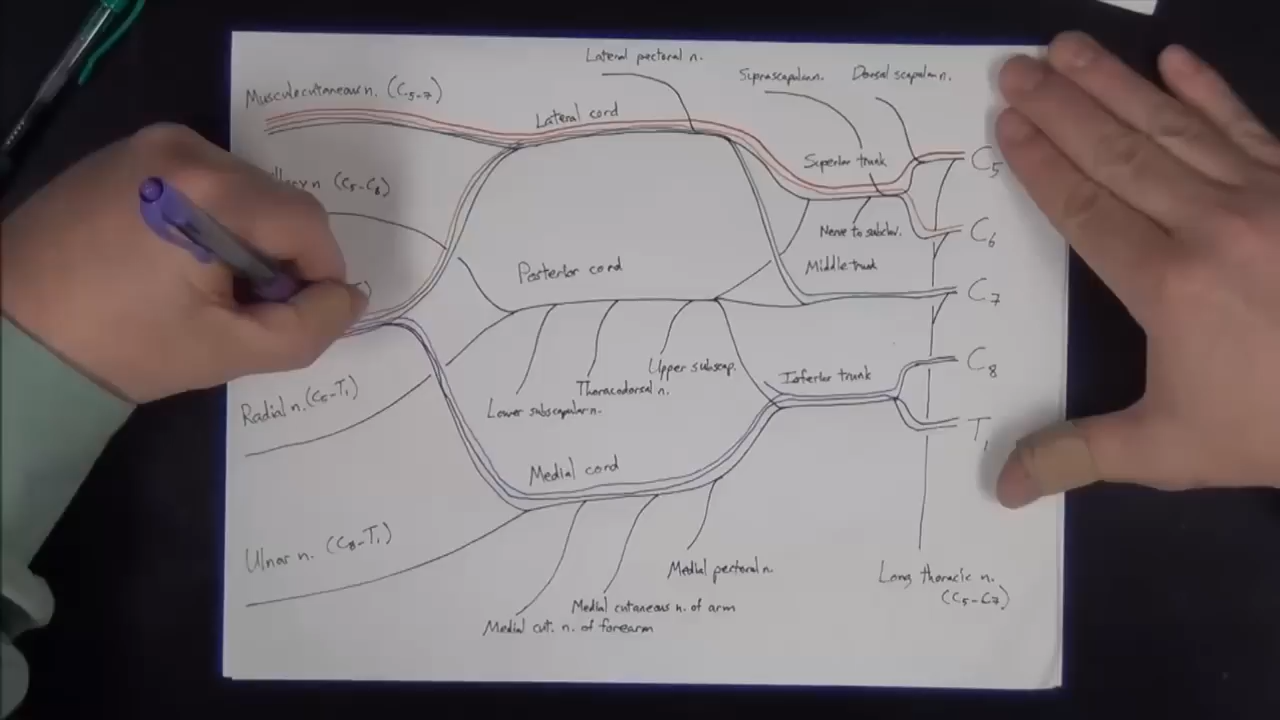 Lateral pectoral n.
Suprascapular n.
Dorsal scapular n.
Musculocutaneous n. (C5-7)
Lateral cord
Superior trunk
C5
(C5-C6)
Nerve to subclav.
C6
Posterior cord
Middle trunk
C7
Upper subscap.
Inferior trunk
C8
Thoracodorsal n.
Radial n. (C5-T1)
Lower subscapular n.
T1
Medial cord
Ulnar n. (C8-T1)
Medial pectoral n.
Long thoracic n.
(C5-C7)
Medial cutaneous n. of arm
Medial cut. n. of forearm